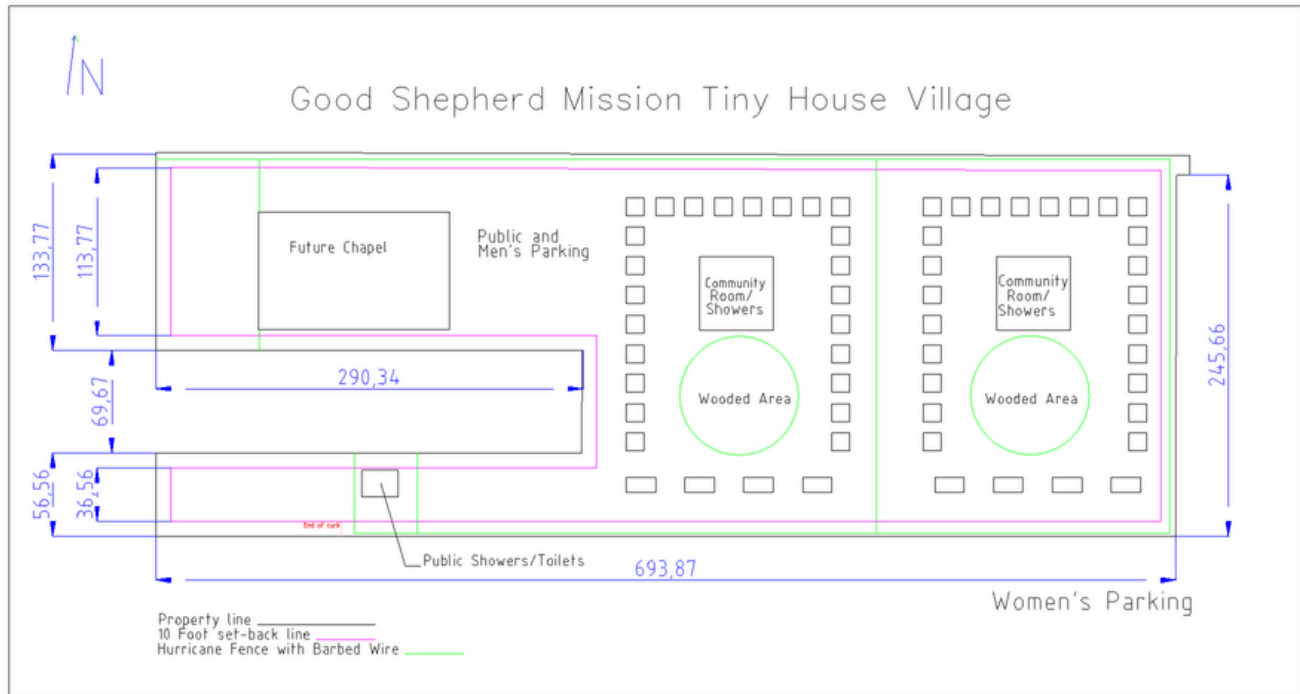 N
Good Shepherd Mission Tiny House Village
133,77
113,77
Future Chapel
Public and
Men's Parking
Community
Room/
Showers
Community
Room/
Showers
245,66
290,34
69,67
Wooded Area
Wooded Area
56,56
36,56
End of curb
Public Showers/Toilets
693,87
Women's Parking
Property line
10 Foot set-back line
Hurricane Fence with Barbed Wire